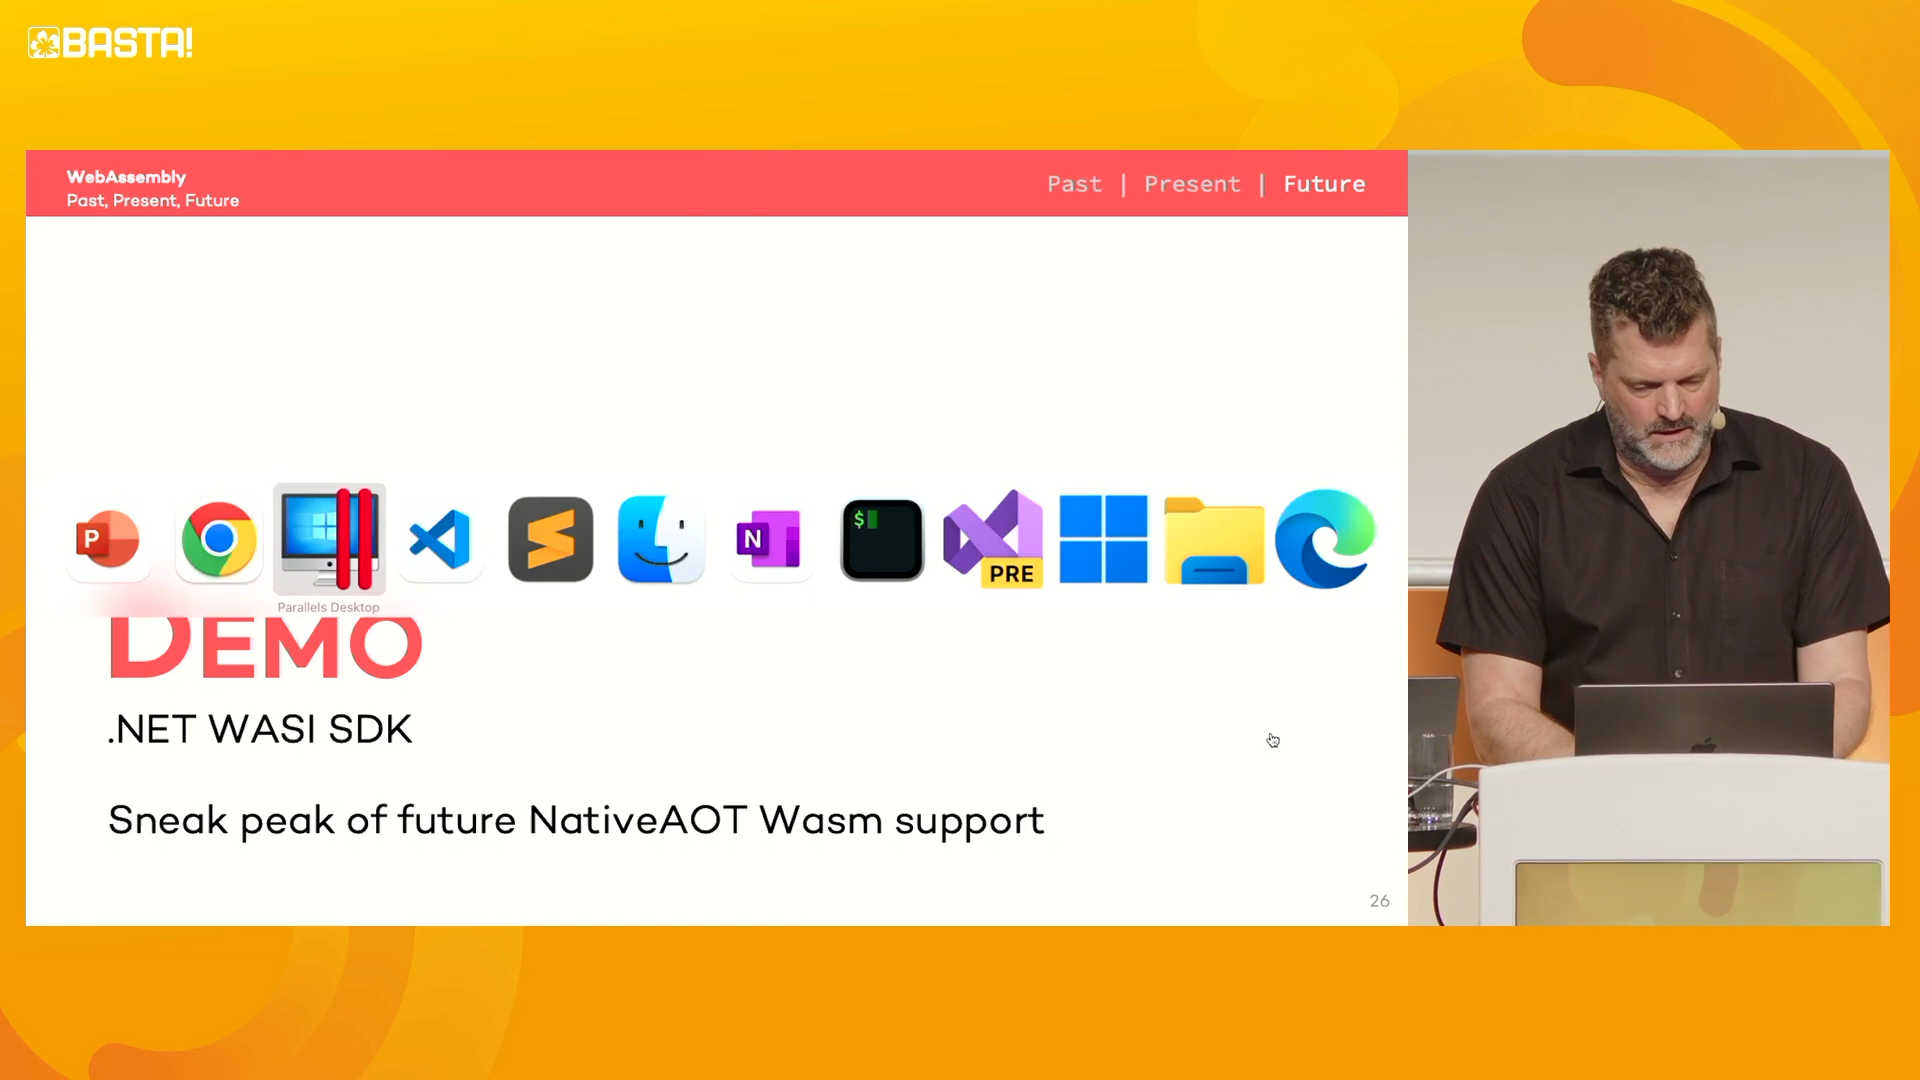 BASTA!
WebAssembly
Past, Present, Future
Past | Present | Future
P
N
$
PRE
Parallels Desktop
DEMO
.NET WASI SDK
Sneak peak of future NativeAOT Wasm support
26